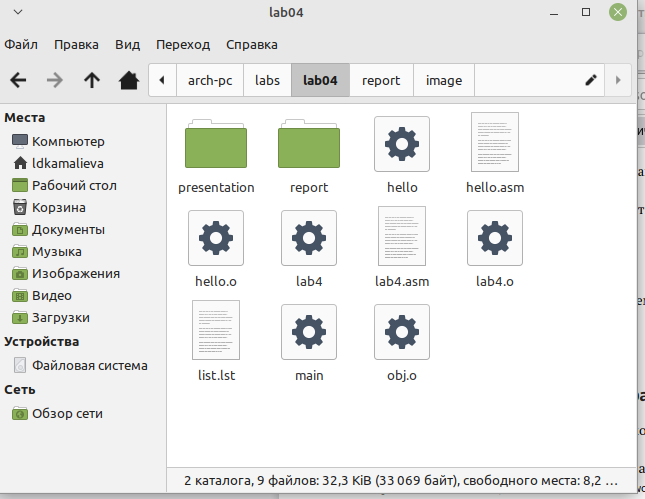 lab04
Файл Правка Вид Переход Справка
arch-pc labs lab04 report image
Места
Компьютер
ldkamalieva
Рабочий стол
Корзина
Документы
Музыка
Изображения
Видео
Загрузки
Устройства
Файловая система
Сеть
Обзор сети
presentation report hello hello.asm
hello.o lab4 lab4.asm lab4.o
list.lst main obj.o
2 каталога, 9 файлов: 32,3 KiB (33 069 байт), свободного места: 8,2 ...